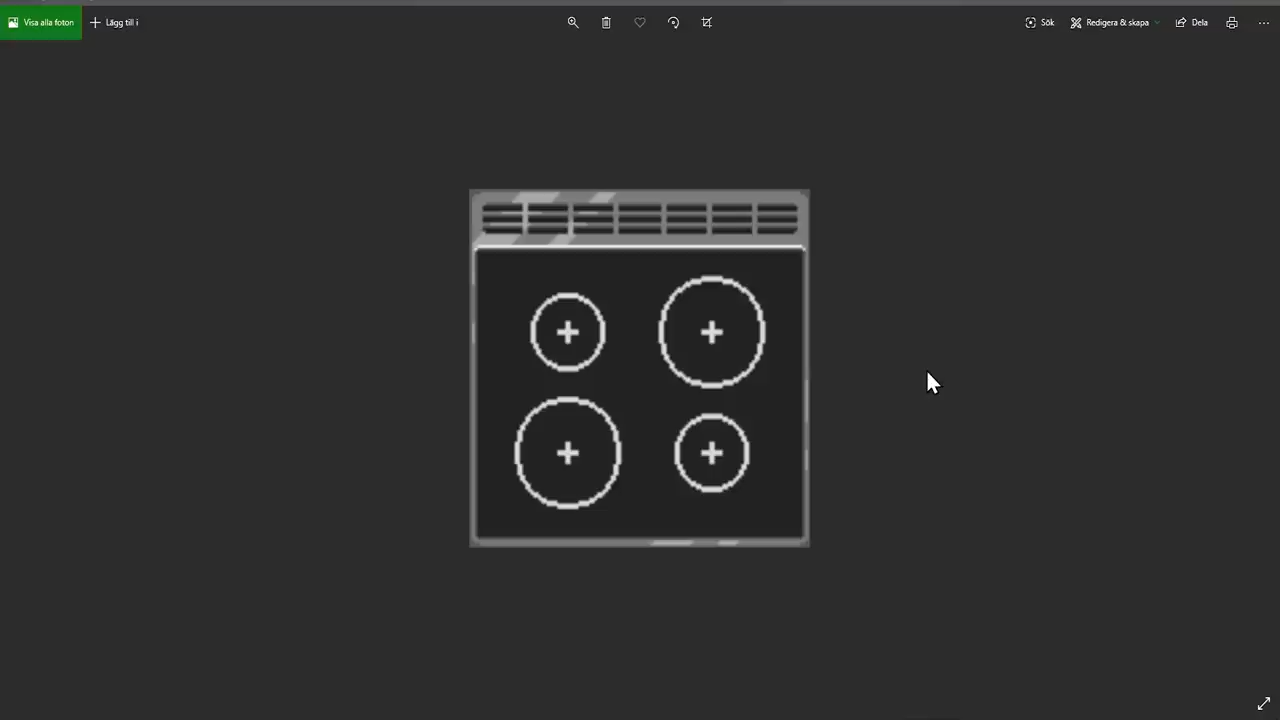 Visa alla foton
Lägg till i
Sök
Redigera & skapa
Dela